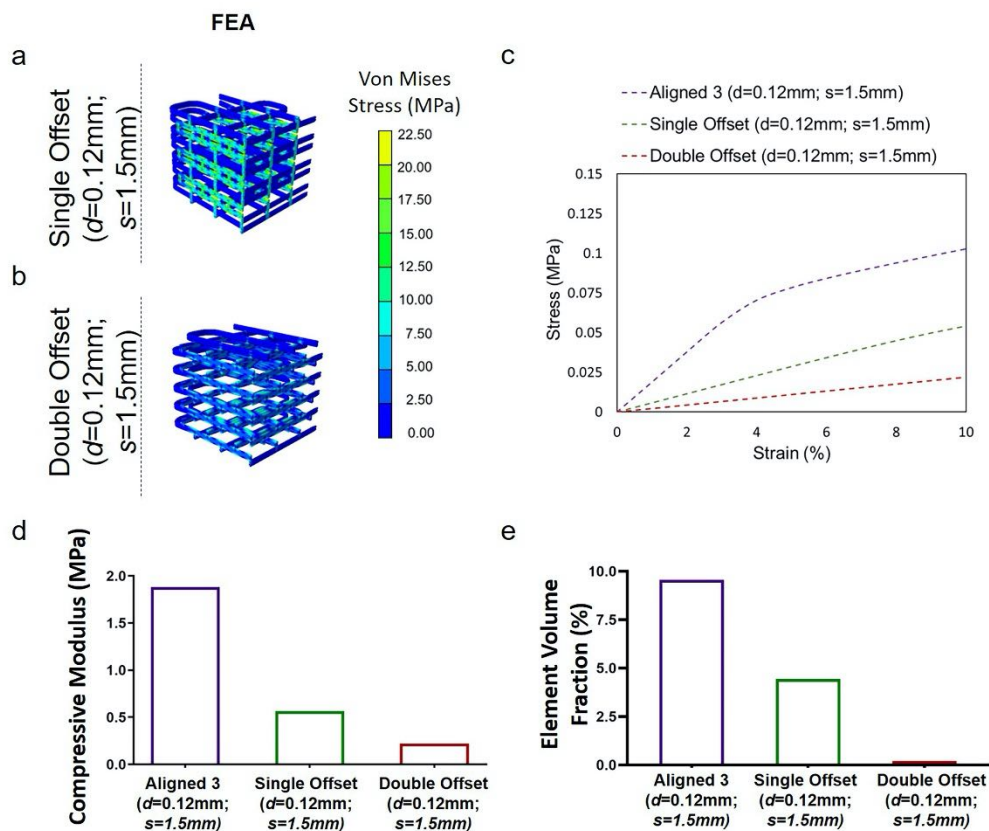 FEA
a
Single Offset
(d=0.12mm;
s=1.5mm)
b
Double Offset
(d=0.12mm;
s=1.5mm)
Von Mises
Stress (MPa)
22.50
20.00
17.50
15.00
12.50
10.00
7.50
5.00
2.50
0.00
c
Aligned 3 (d=0.12mm; s=1.5mm)
Single Offset (d=0.12mm; s=1.5mm)
Double Offset (d=0.12mm; s=1.5mm)
Stress (MPa)
0.15
0.125
0.1
0.075
0.05
0.025
0
0 2 4 6 8 10
Strain (%)
d
Compressive Modulus (MPa)
2.0
1.5
1.0
0.5
0.0
Aligned 3 Single Offset Double Offset
(d=0.12mm; (d=0.12mm; (d=0.12mm;
s=1.5mm) s=1.5mm) s=1.5mm)
e
Element Volume
Fraction (%)
10.0
7.5
5.0
2.5
0.0
Aligned 3 Single Offset Double Offset
(d=0.12mm; (d=0.12mm; (d=0.12mm;
s=1.5mm) s=1.5mm) s=1.5mm)